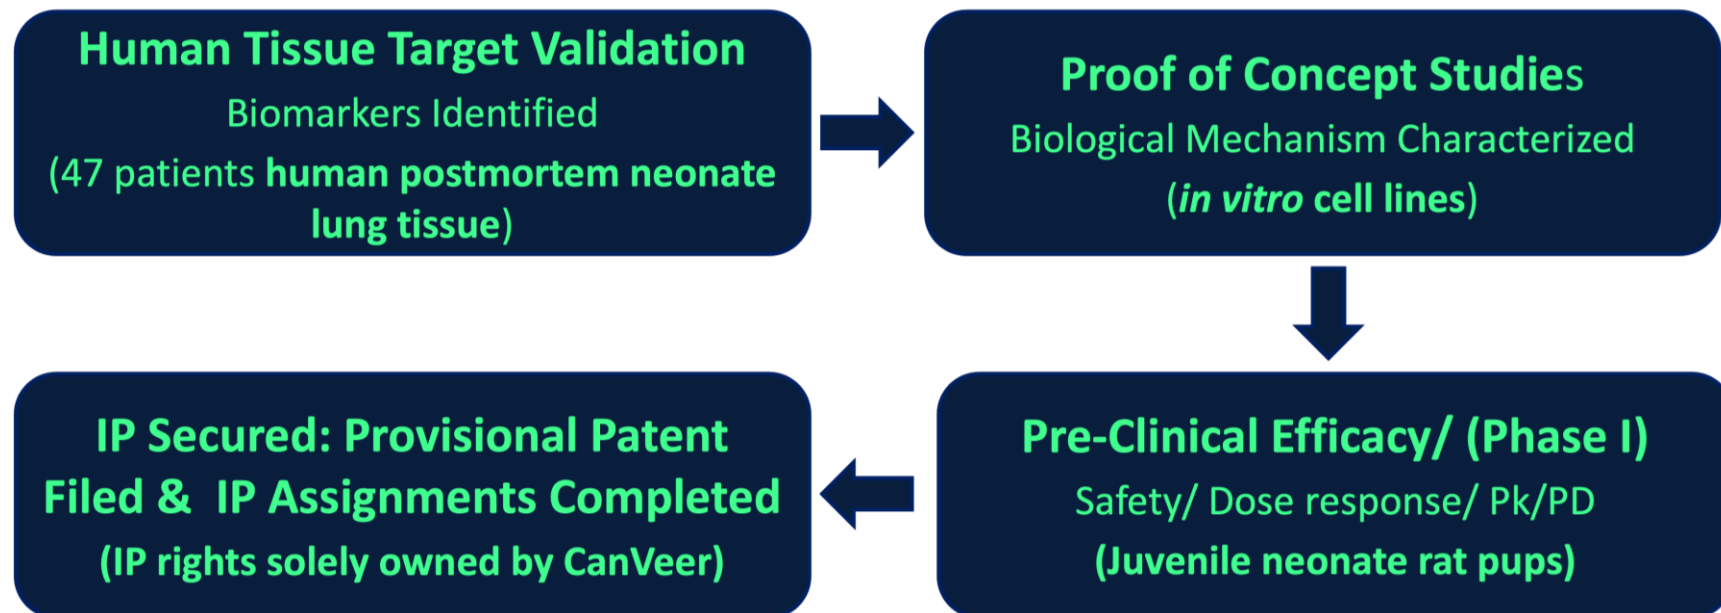 Human Tissue Target Validation
Biomarkers Identified
(47 patients human postmortem neonate
lung tissue)
Proof of Concept Studies
Biological Mechanism Characterized
(in vitro cell lines)
Pre-Clinical Efficacy/ (Phase I)
Safety/ Dose response/ Pk/PD
(Juvenile neonate rat pups)
IP Secured: Provisional Patent
Filed & IP Assignments Completed
(IP rights solely owned by CanVeer)